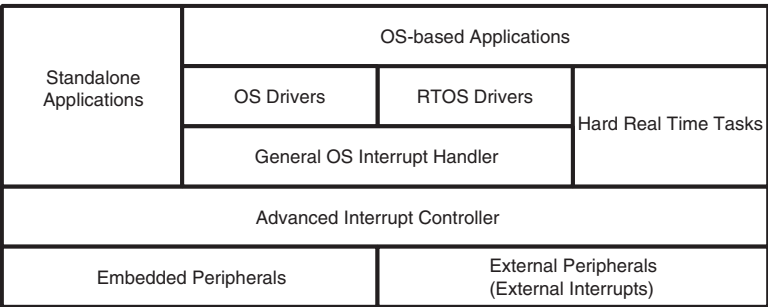 OS-based Applications
Standalone
Applications
OS Drivers
RTOS Drivers
Hard Real Time Tasks
General OS Interrupt Handler
Advanced Interrupt Controller
Embedded Peripherals
External Peripherals
(External Interrupts)